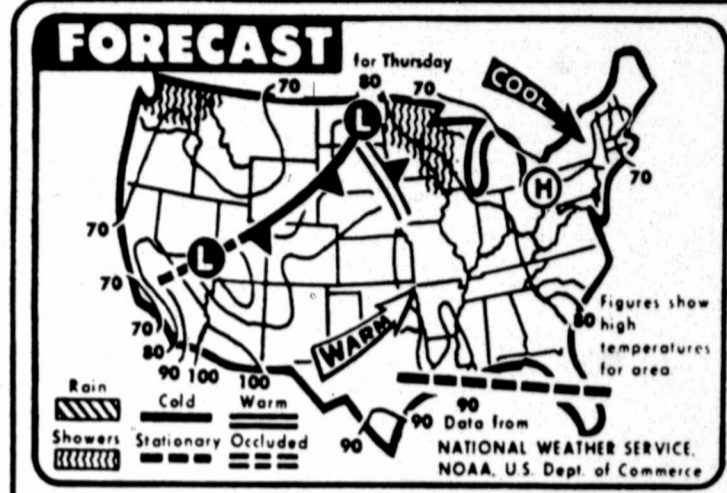 FORECAST
for Thursday
70
80
70
COOL
L
H
70
70
L
70
70
80
90
100
100
WARM
80
Figures show
high
temperatures
for area
Rain
Cold
Warm
Showers
Stationary
Occluded
90
90
90
Data from
NATIONAL WEATHER SERVICE,
NOAA, U.S. Dept. of Commerce